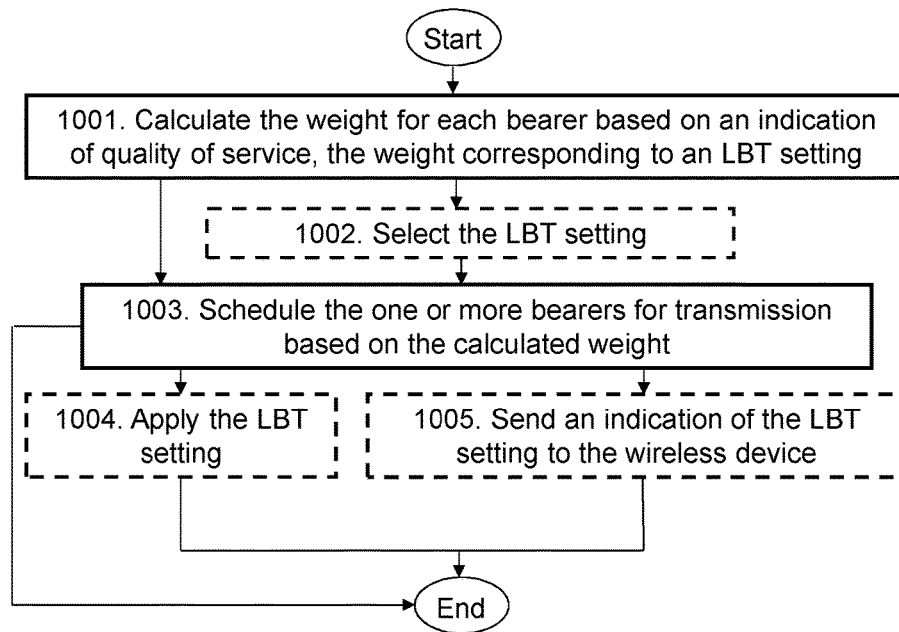 Start
1001. Calculate the weight for each bearer based on an indication
of quality of service, the weight corresponding to an LBT setting
1002. Select the LBT setting
1003. Schedule the one or more bearers for transmission
based on the calculated weight
1004. Apply the LBT
setting
1005. Send an indication of the LBT
setting to the wireless device
End